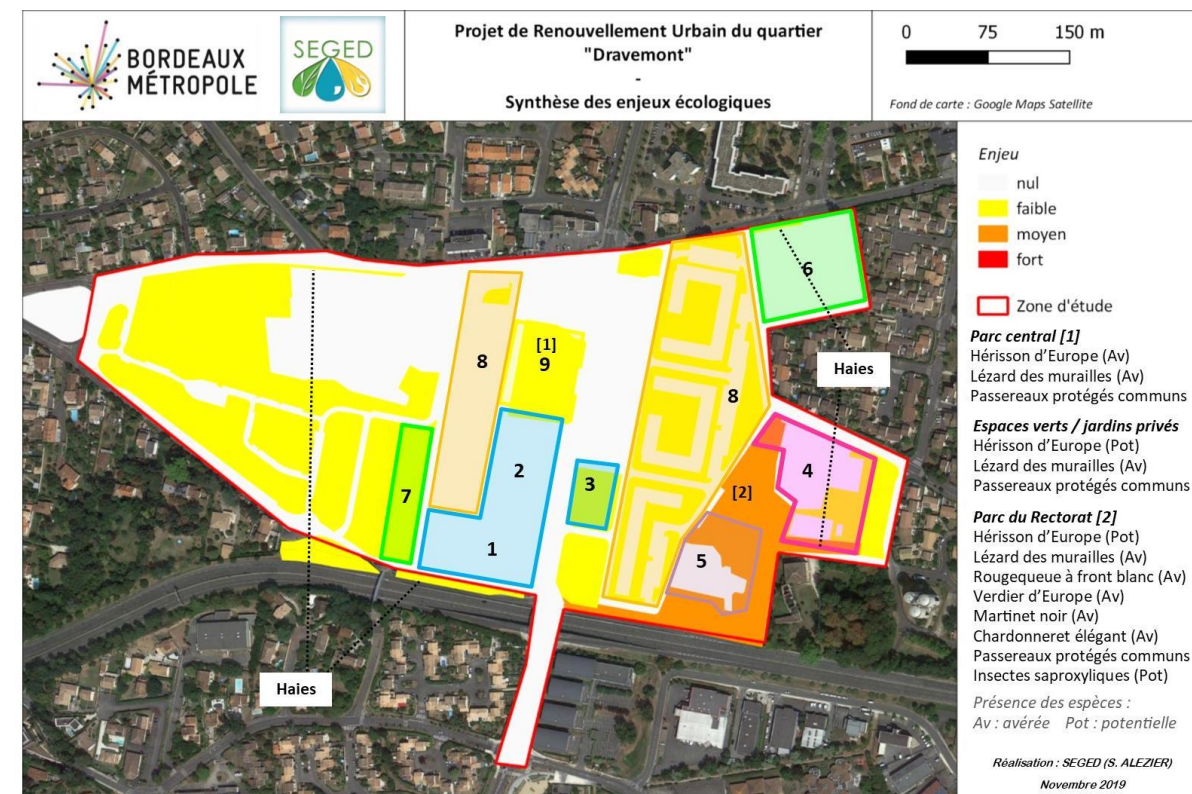 BORDEAUX
MÉTROPOLE
SEGED
Projet de Renouvellement Urbain du quartier
"Dravemont"
-
Synthèse des enjeux écologiques
0 75 150 m
Fond de carte : Google Maps Satellite
Enjeu
nul
faible
moyen
fort
Zone d'étude
Parc central [1]
Hérisson d'Europe (Av)
Lézard des murailles (Av)
Passereaux protégés communs
Espaces verts / jardins privés
Hérisson d'Europe (Pot)
Lézard des murailles (Av)
Passereaux protégés communs
Parc du Rectorat [2]
Hérisson d'Europe (Pot)
Lézard des murailles (Av)
Rougequeue à front blanc (Av)
Verdier d'Europe (Av)
Martinet noir (Av)
Chardonneret élégant (Av)
Passereaux protégés communs
Insectes saproxyliques (Pot)
Présence des espèces :
Av : avérée Pot : potentielle
Réalisation : SEGED (S. ALEZIER)
Novembre 2019
6
[1]
9
8
Haies
8
2
4
3
7
[2]
1
5
Haies